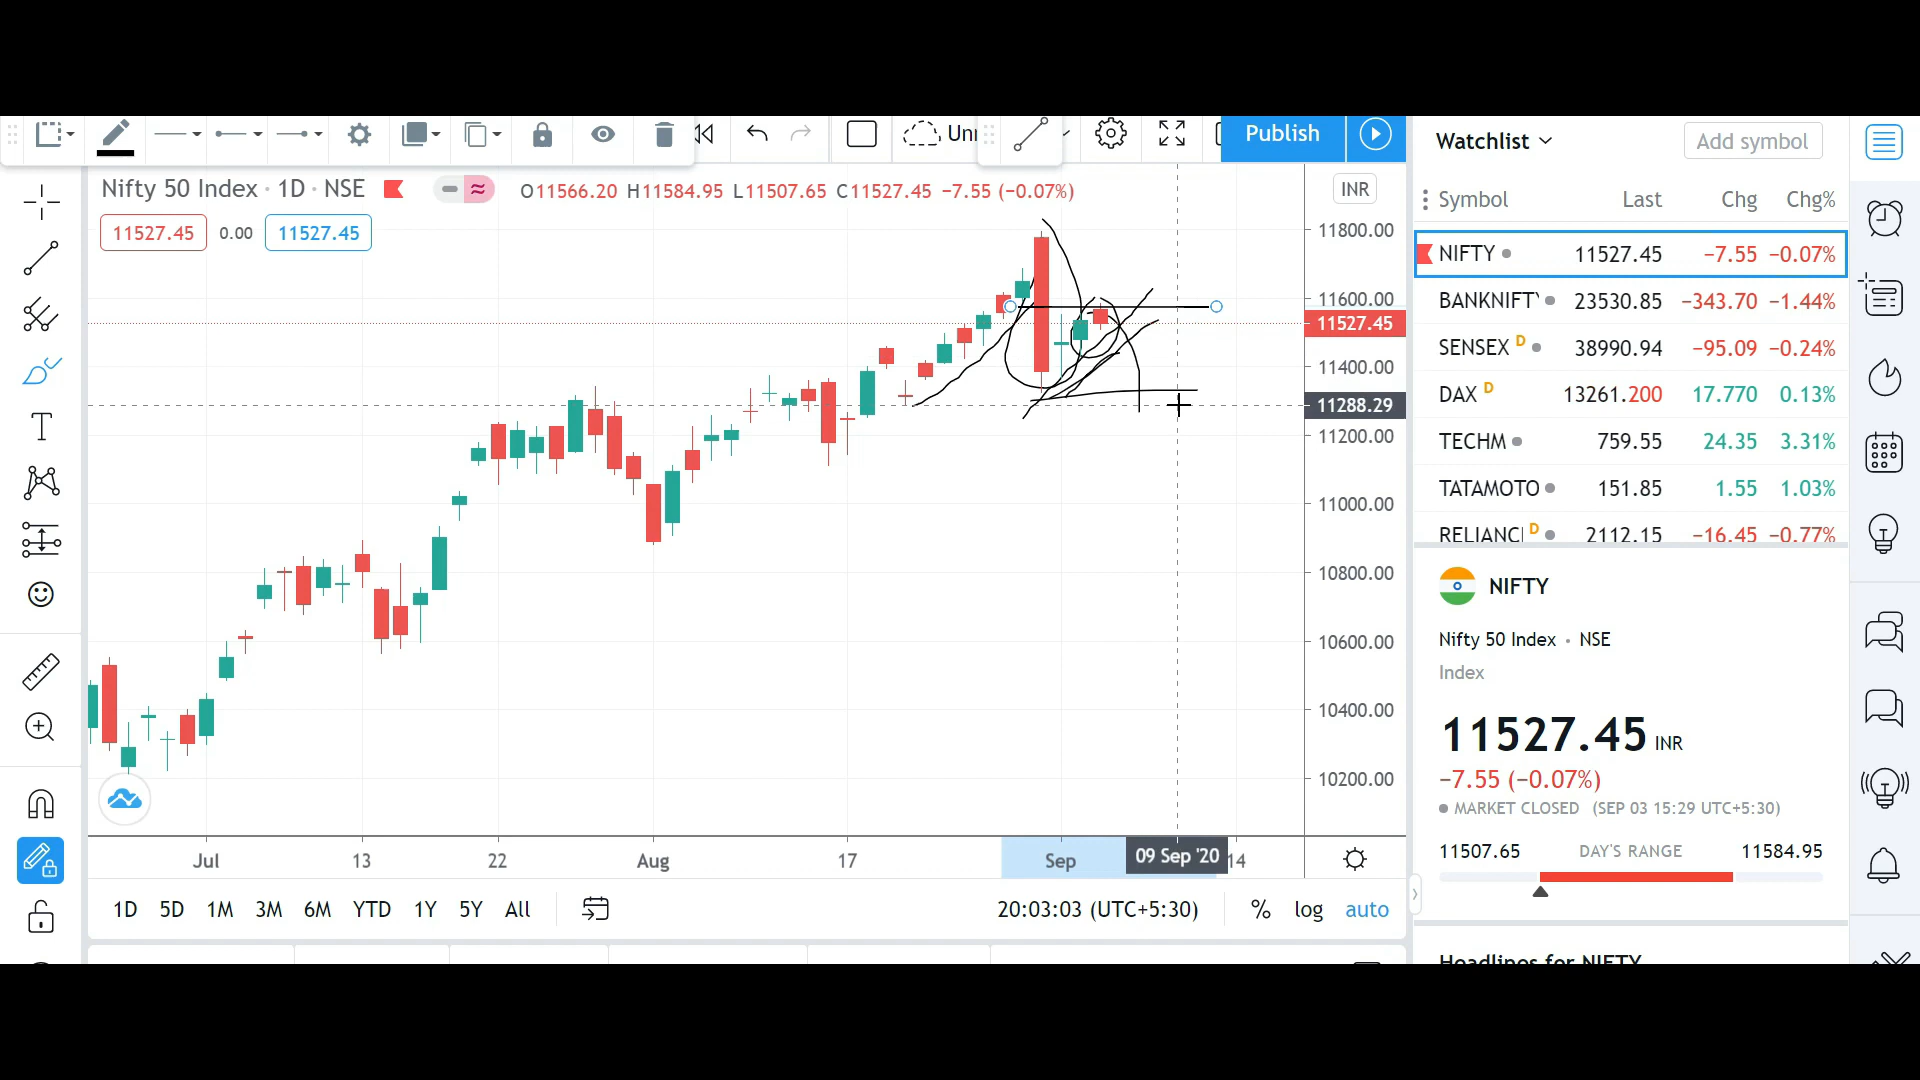 Unn
Publish
Nifty 50 Index · 1D · NSE
O11566.20 H11584.95 L11507.65 C11527.45 −7.55 (−0.07%)
11527.45 0.00 11527.45
INR
11800.00
11600.00
11527.45
11400.00
11288.29
11200.00
11000.00
10800.00
10600.00
10400.00
10200.00
Jul 13 22 Aug 17 Sep 09 Sep '20 14
1D 5D 1M 3M 6M YTD 1Y 5Y All
20:03:03 (UTC+5:30) % log auto
Watchlist
Add symbol
Symbol Last Chg Chg%
NIFTY 11527.45 −7.55 −0.07%
BANKNIFTY 23530.85 −343.70 −1.44%
SENSEX D 38990.94 −95.09 −0.24%
DAX D 13261.200 17.770 0.13%
TECHM 759.55 24.35 3.31%
TATAMOTO 151.85 1.55 1.03%
RELIANCE D 2112.15 −16.45 −0.77%
NIFTY
Nifty 50 Index · NSE
Index
11527.45 INR
−7.55 (−0.07%)
MARKET CLOSED (SEP 03 15:29 UTC+5:30)
11507.65 DAY'S RANGE 11584.95
Headlines for NIFTY